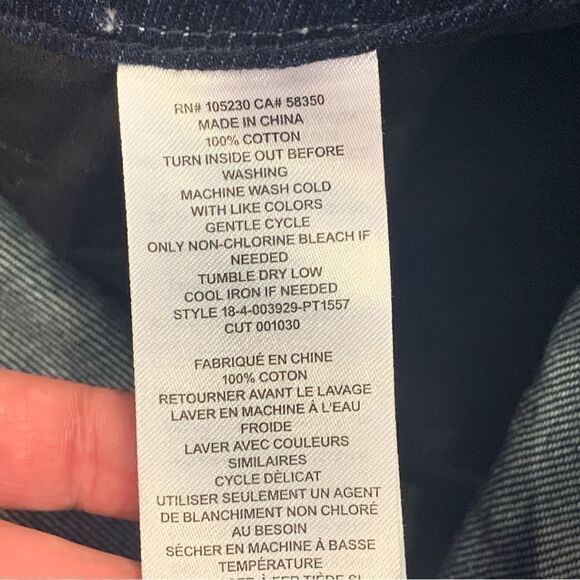 RN# 105230 CA# 58350
MADE IN CHINA
100% COTTON
TURN INSIDE OUT BEFORE
WASHING
MACHINE WASH COLD
WITH LIKE COLORS
GENTLE CYCLE
ONLY NON-CHLORINE BLEACH IF
NEEDED
TUMBLE DRY LOW
COOL IRON IF NEEDED
STYLE 18-4-003929-PT1557
CUT 001030
FABRIQUÉ EN CHINE
100% COTON
RETOURNER AVANT LE LAVAGE
LAVER EN MACHINE À L'EAU
FROIDE
LAVER AVEC COULEURS
SIMILAIRES
CYCLE DÉLICAT
UTILISER SEULEMENT UN AGENT
DE BLANCHIMENT NON CHLORÉ
AU BESOIN
SÉCHER EN MACHINE À BASSE
TEMPÉRATURE
À FER TIÈDE SI